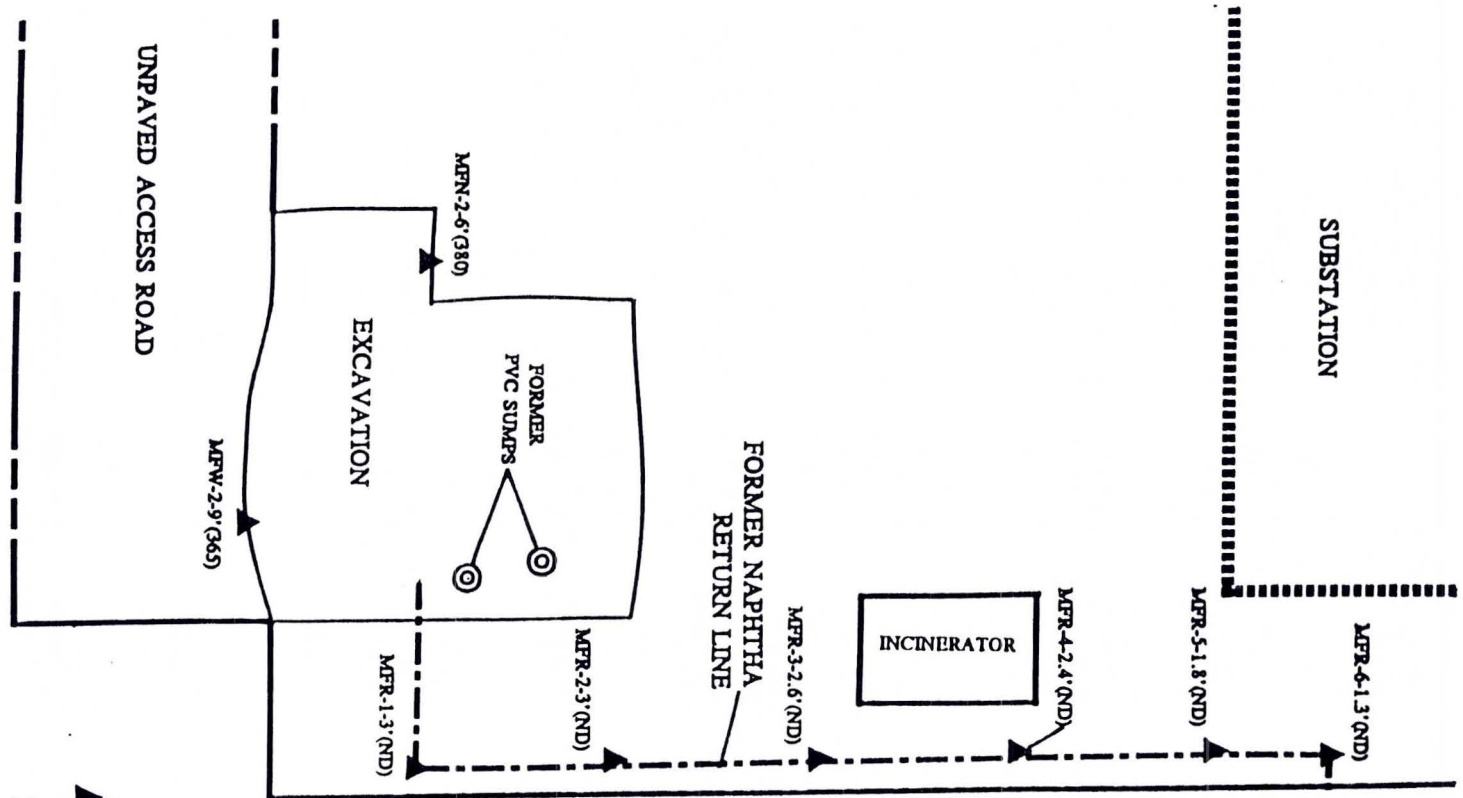 UNPAVED ACCESS ROAD
MFN-2-6'(380)
EXCAVATION
FORMER
PVC SUMPS
MFW-2-9'(365)
FORMER NAPHTHA
RETURN LINE
SUBSTATION
INCINERATOR
MFR-1-3'(ND)
MFR-2-3'(ND)
MFR-3-2.6'(ND)
MFR-4-2.4'(ND)
MFR-5-1.8'(ND)
MFR-6-1.3'(ND)